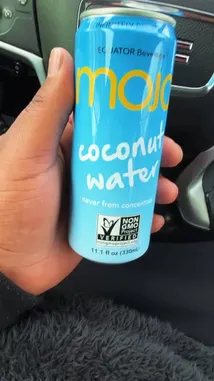 EQUATOR Beverage
mojo
coconut
water
never from concentrate
NON
GMO
Project
VERIFIED
11.1 fl oz (330mL)